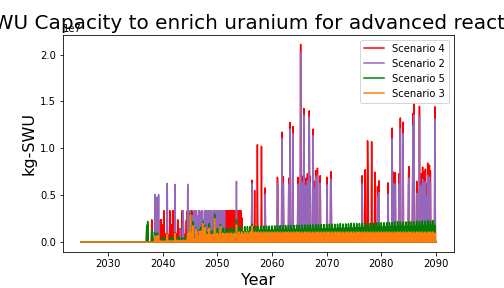 WU Capacity to enrich uranium for advanced react
1e7
Scenario 4
Scenario 2
Scenario 5
Scenario 3
kg-SWU
2.0
1.5
1.0
0.5
0.0
2030 2040 2050 2060 2070 2080 2090
Year